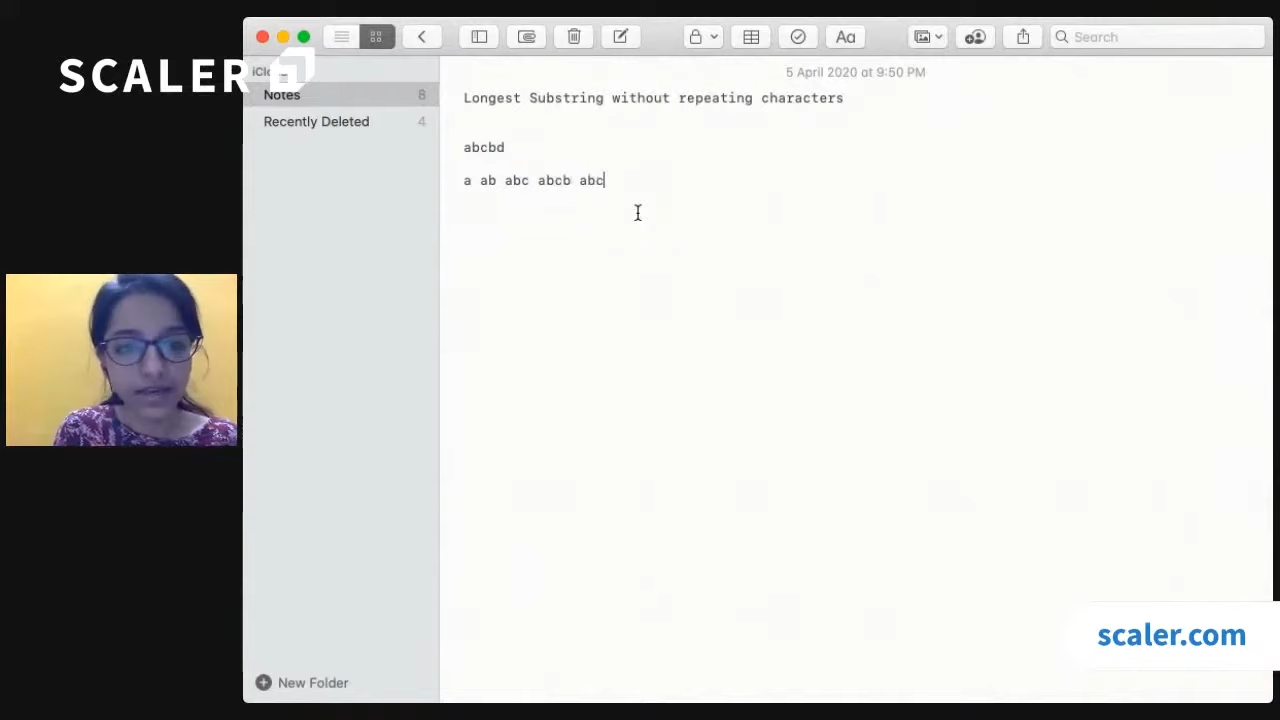 SCALER
Search
5 April 2020 at 9:50 PM
Notes 8
Longest Substring without repeating characters
Recently Deleted 4
abcbd
a ab abc abcb abc
Aa
scaler.com
New Folder